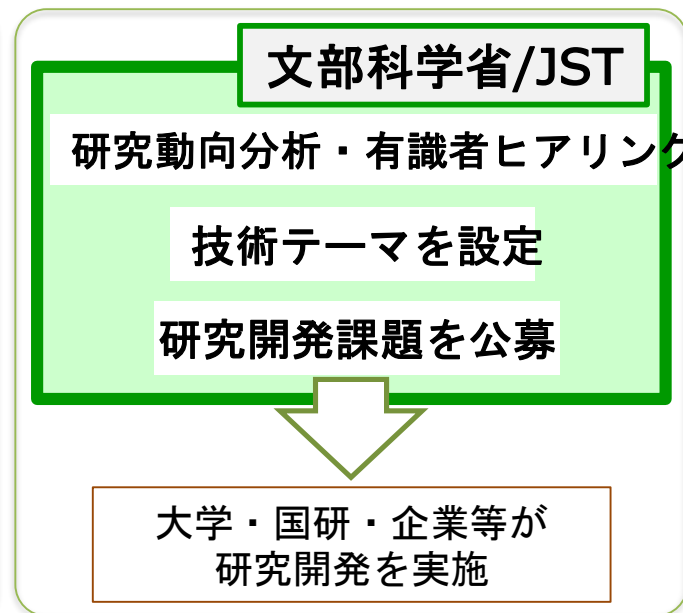 文部科学省/JST
研究動向分析・有識者ヒアリング
技術テーマを設定
研究開発課題を公募
大学・国研・企業等が
研究開発を実施